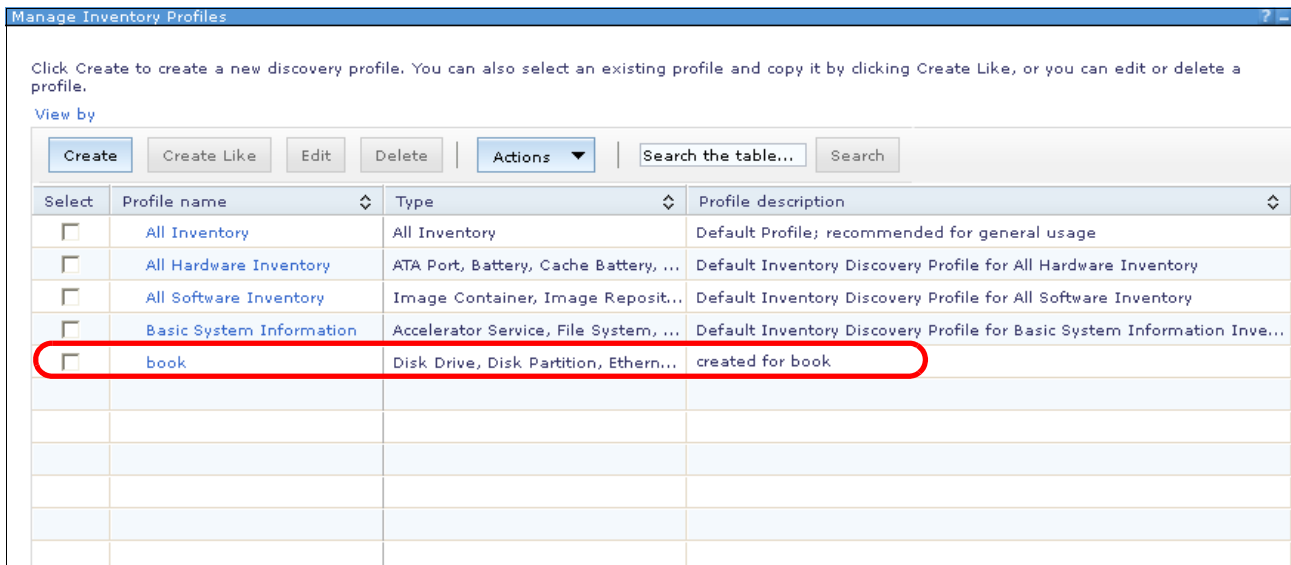 Manage Inventory Profiles ? –
Click Create to create a new discovery profile. You can also select an existing profile and copy it by clicking Create Like, or you can edit or delete a
profile.
View by
Create Create Like Edit Delete Actions Search the table... Search
Select Profile name Type Profile description
All Inventory All Inventory Default Profile; recommended for general usage
All Hardware Inventory ATA Port, Battery, Cache Battery, ... Default Inventory Discovery Profile for All Hardware Inventory
All Software Inventory Image Container, Image Reposit... Default Inventory Discovery Profile for All Software Inventory
Basic System Information Accelerator Service, File System, ... Default Inventory Discovery Profile for Basic System Information Inve...
book Disk Drive, Disk Partition, Ethern... created for book